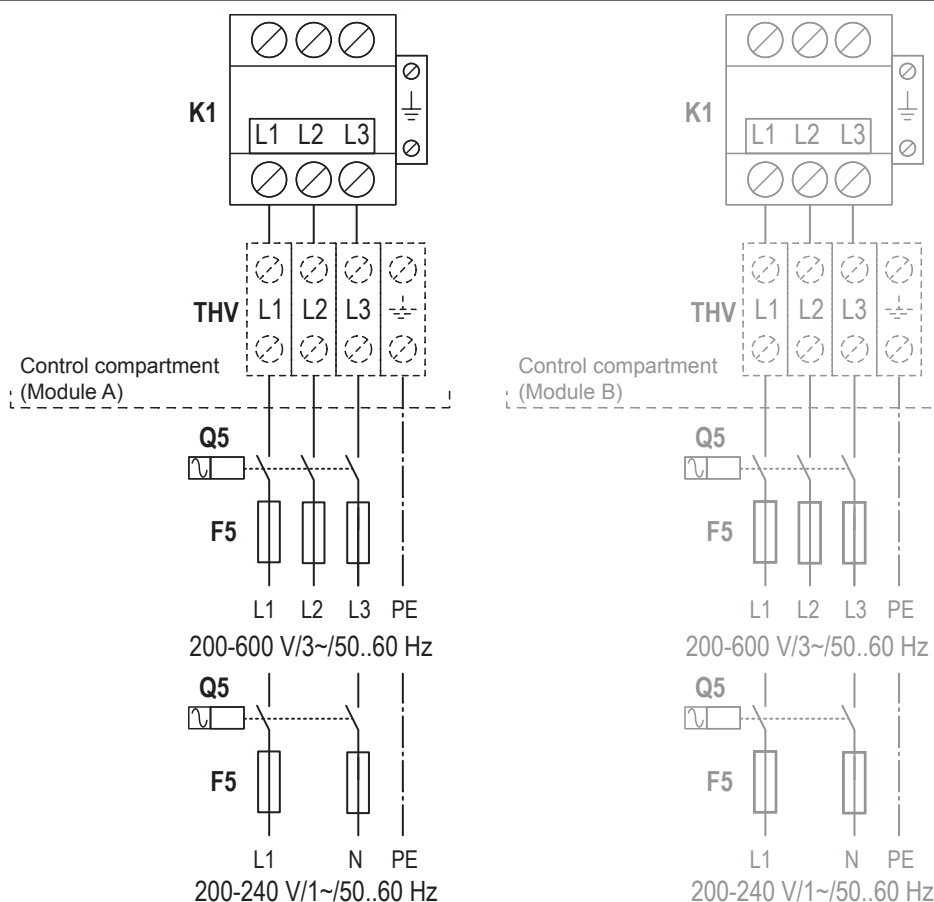 K1
L1 L2 L3
THV L1 L2 L3
Control compartment
(Module A)
Q5
F5
L1 L2 L3 PE
200-600 V/3~/50..60 Hz
Q5
F5
L1 N PE
200-240 V/1~/50..60 Hz
K1
L1 L2 L3
THV L1 L2 L3
Control compartment
(Module B)
Q5
F5
L1 L2 L3 PE
200-600 V/3~/50..60 Hz
Q5
F5
L1 N PE
200-240 V/1~/50..60 Hz